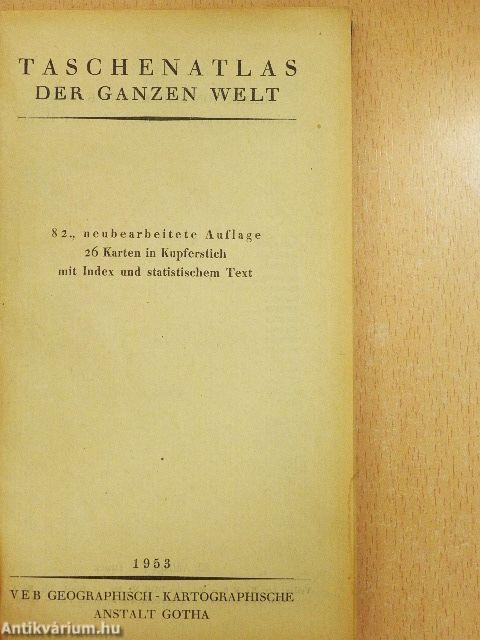 TASCHENATLAS
DER GANZEN WELT
82., neubearbeitete Auflage
26 Karten in Kupferstich
mit Index und statistischem Text
1953
VEB GEOGRAPHISCH-KARTOGRAPHISCHE
ANSTALT GOTHA
Antikvárium.hu